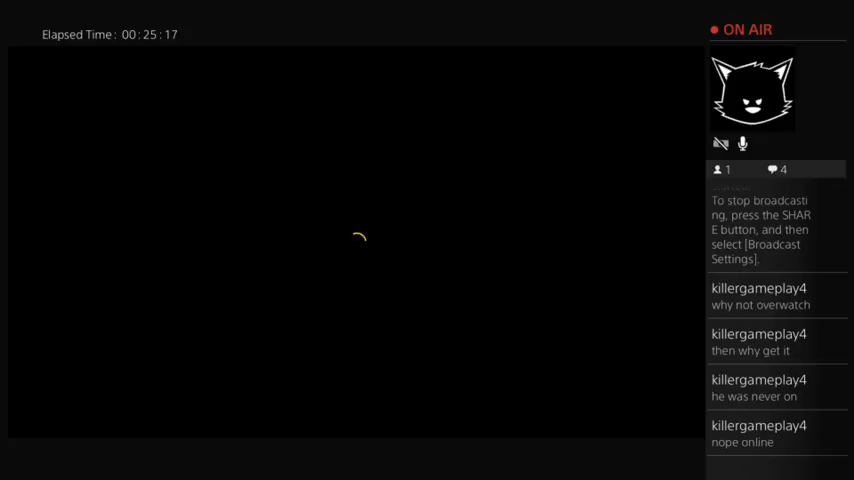 Elapsed Time: 00:25:17
ON AIR
1 4
To stop broadcasti
ng, press the SHAR
E button, and then
select [Broadcast
Settings].
killergameplay4
why not overwatch
killergameplay4
then why get it
killergameplay4
he was never on
killergameplay4
nope online